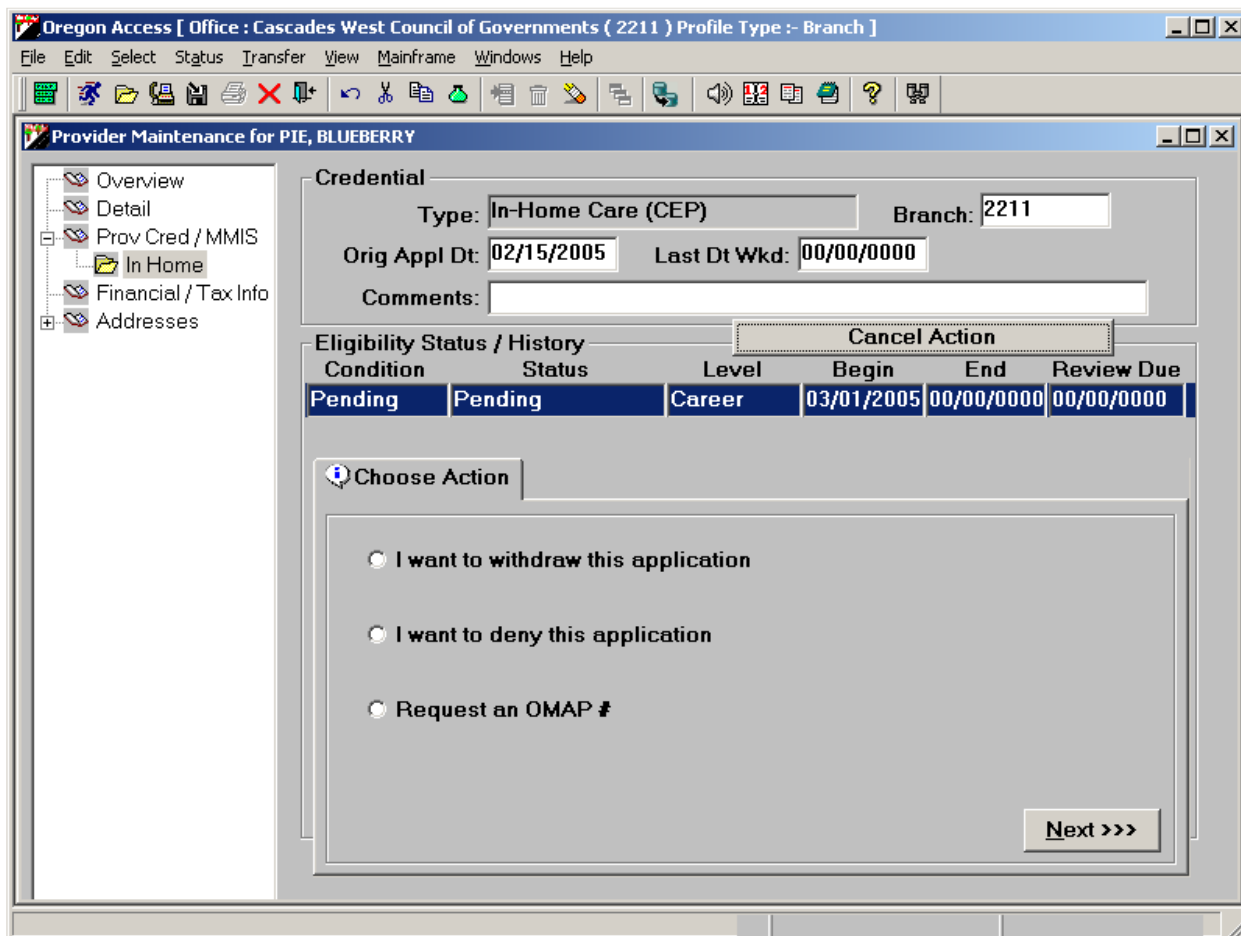 Oregon Access [ Office : Cascades West Council of Governments ( 2211 ) Profile Type :- Branch ]
File Edit Select Status Transfer View Mainframe Windows Help
Provider Maintenance for PIE, BLUEBERRY
Overview
Detail
Prov Cred / MMIS
In Home
Financial / Tax Info
Addresses
Credential
Type: In-Home Care (CEP) Branch: 2211
Orig Appl Dt: 02/15/2005 Last Dt Wkd: 00/00/0000
Comments:
Cancel Action
Eligibility Status / History
Condition Status Level Begin End Review Due
Pending Pending Career 03/01/2005 00/00/0000 00/00/0000
Choose Action
I want to withdraw this application
I want to deny this application
Request an OMAP #
Next >>>